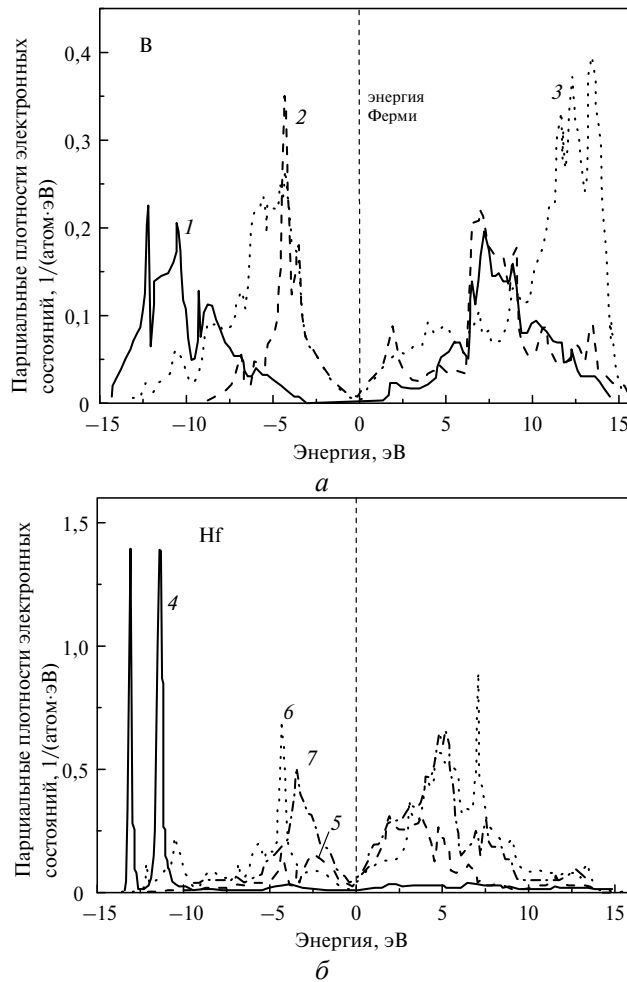 Парциальные плотности электронных
состояний, 1/(атом·эВ)
0,4
0,3
0,2
0,1
0
В
1
2
3
энергия
Ферми
−15
−10
−5
0
5
10
15
Энергия, эВ
а
Парциальные плотности электронных
состояний, 1/(атом·эВ)
1,5
1,0
0,5
0
Hf
4
6
7
5
−15
−10
−5
0
5
10
15
Энергия, эВ
б